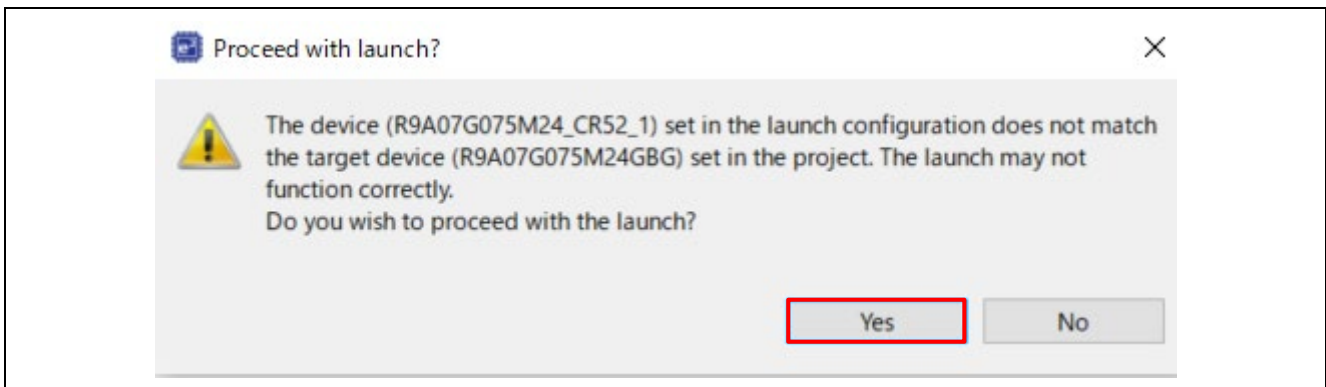 Proceed with launch?
The device (R9A07G075M24_CR52_1) set in the launch configuration does not match
the target device (R9A07G075M24GBG) set in the project. The launch may not
function correctly.
Do you wish to proceed with the launch?
Yes
No